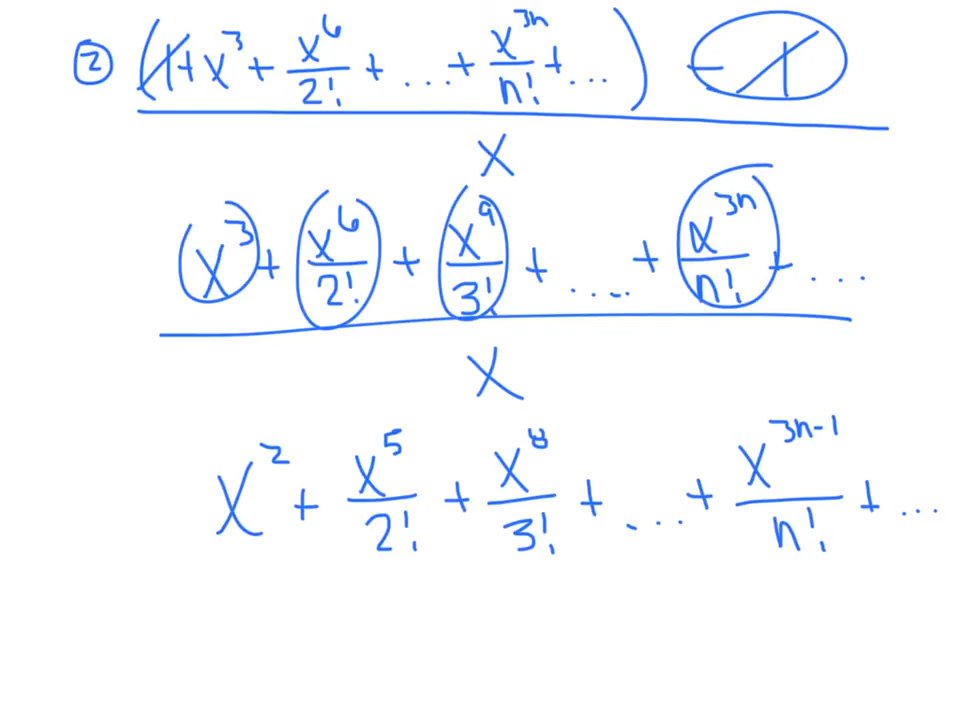 ② (1 + x^3 + x^6/2! + ... + x^{3n}/n! + ...) - 1
x
x^3 + x^6/2! + x^9/3! + .... + x^{3n}/n! + ...
x
x^2 + x^5/2! + x^8/3! + ... + x^{3n-1}/n! + ...